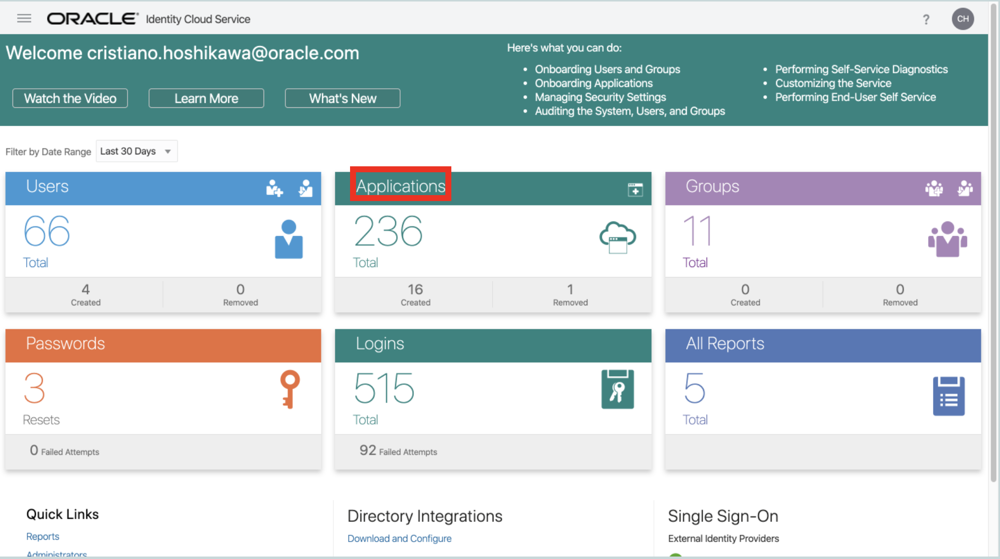 ORACLE Identity Cloud Service
?
CH
Welcome cristiano.hoshikawa@oracle.com
Watch the Video
Learn More
What's New
Here's what you can do:
• Onboarding Users and Groups
• Onboarding Applications
• Managing Security Settings
• Auditing the System, Users, and Groups
• Performing Self-Service Diagnostics
• Customizing the Service
• Performing End-User Self Service
Filter by Date Range
Last 30 Days
Users
66
Total
4
Created
0
Removed
Applications
236
Total
16
Created
1
Removed
Groups
11
Total
0
Created
0
Removed
Passwords
3
Resets
0 Failed Attempts
Logins
515
Total
92 Failed Attempts
All Reports
5
Total
Quick Links
Reports
Administrators
Directory Integrations
Download and Configure
Single Sign-On
External Identity Providers